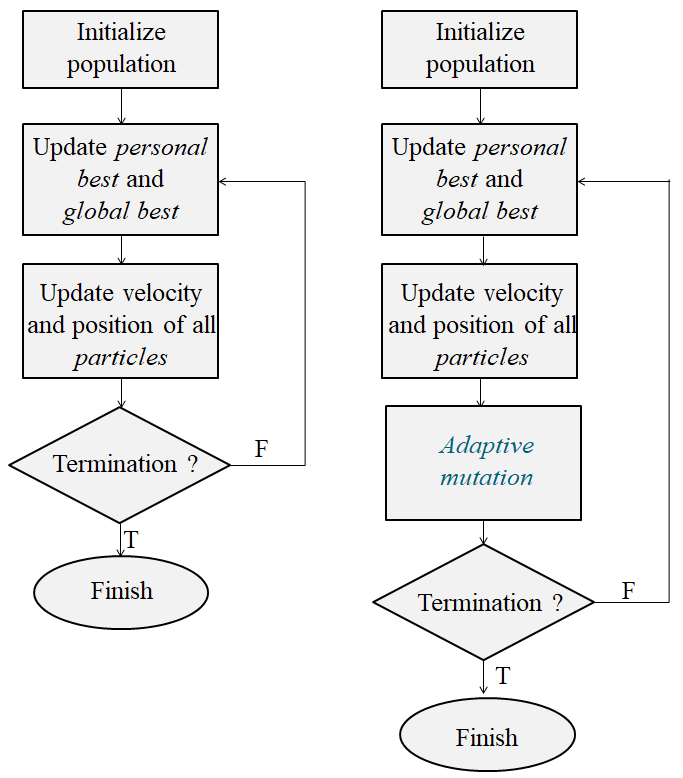 Initialize
population
Update personal
best and
global best
Update velocity
and position of all
particles
Termination ?
F
T
Finish
Initialize
population
Update personal
best and
global best
Update velocity
and position of all
particles
Adaptive
mutation
Termination ?
F
T
Finish